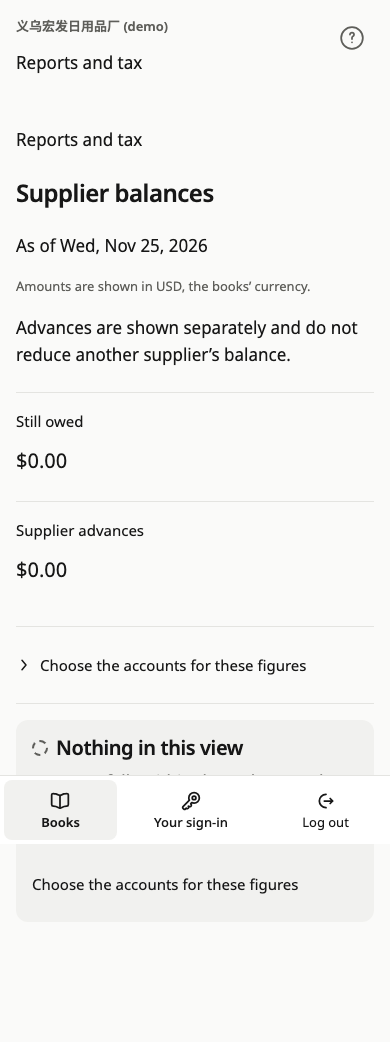 义乌宏发日用品厂 (demo)
Reports and tax
Reports and tax
Supplier balances
As of Wed, Nov 25, 2026
Amounts are shown in USD, the books’ currency.
Advances are shown separately and do not
reduce another supplier’s balance.
Still owed
$0.00
Supplier advances
$0.00
Choose the accounts for these figures
Nothing in this view
Books
Your sign-in
Log out
Choose the accounts for these figures